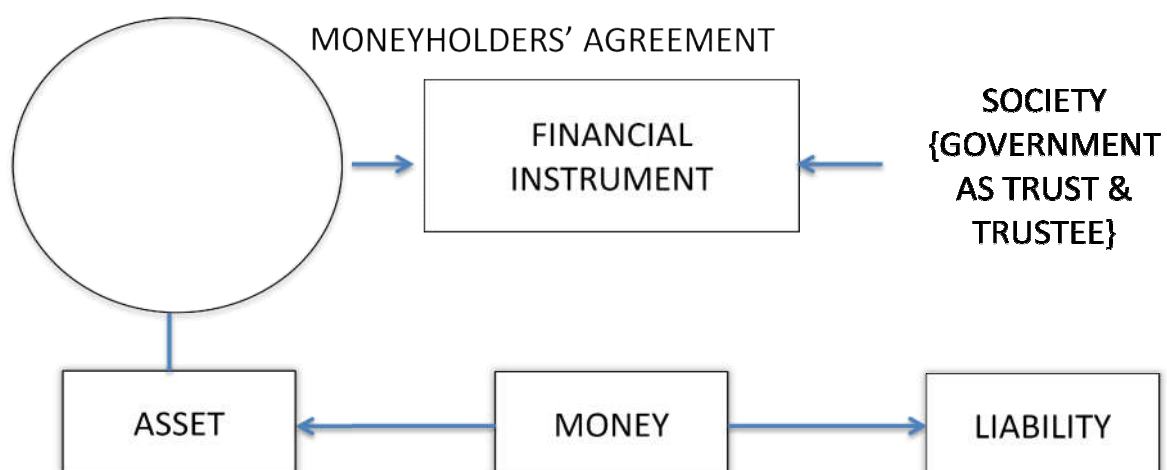 MONEYHOLDERS’ AGREEMENT
FINANCIAL
INSTRUMENT
SOCIETY
{GOVERNMENT
AS TRUST &
TRUSTEE}
ASSET
MONEY
LIABILITY